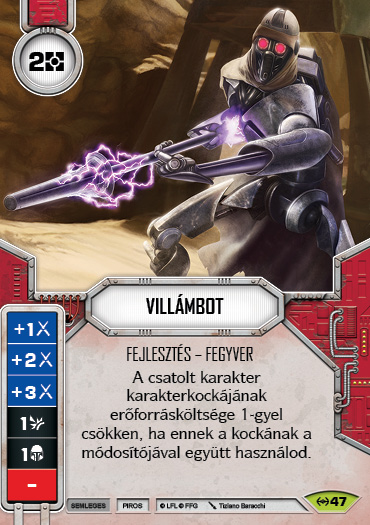 2
VILLÁMBOT
FEJLESZTÉS – FEGYVER
A csatolt karakter
karakterkockájának
erőforrásköltsége 1-gyel
csökken, ha ennek a kockának a
módosítójával együtt használod.
+1
+2
+3
1
1
–
SEMLEGES PIROS © LFL © FFG Tiziano Baracchi 47